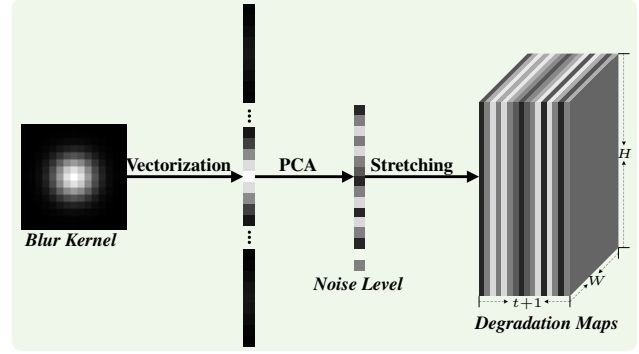 Vectorization
PCA
Stretching
Blur Kernel
Noise Level
H
W
t+1
Degradation Maps